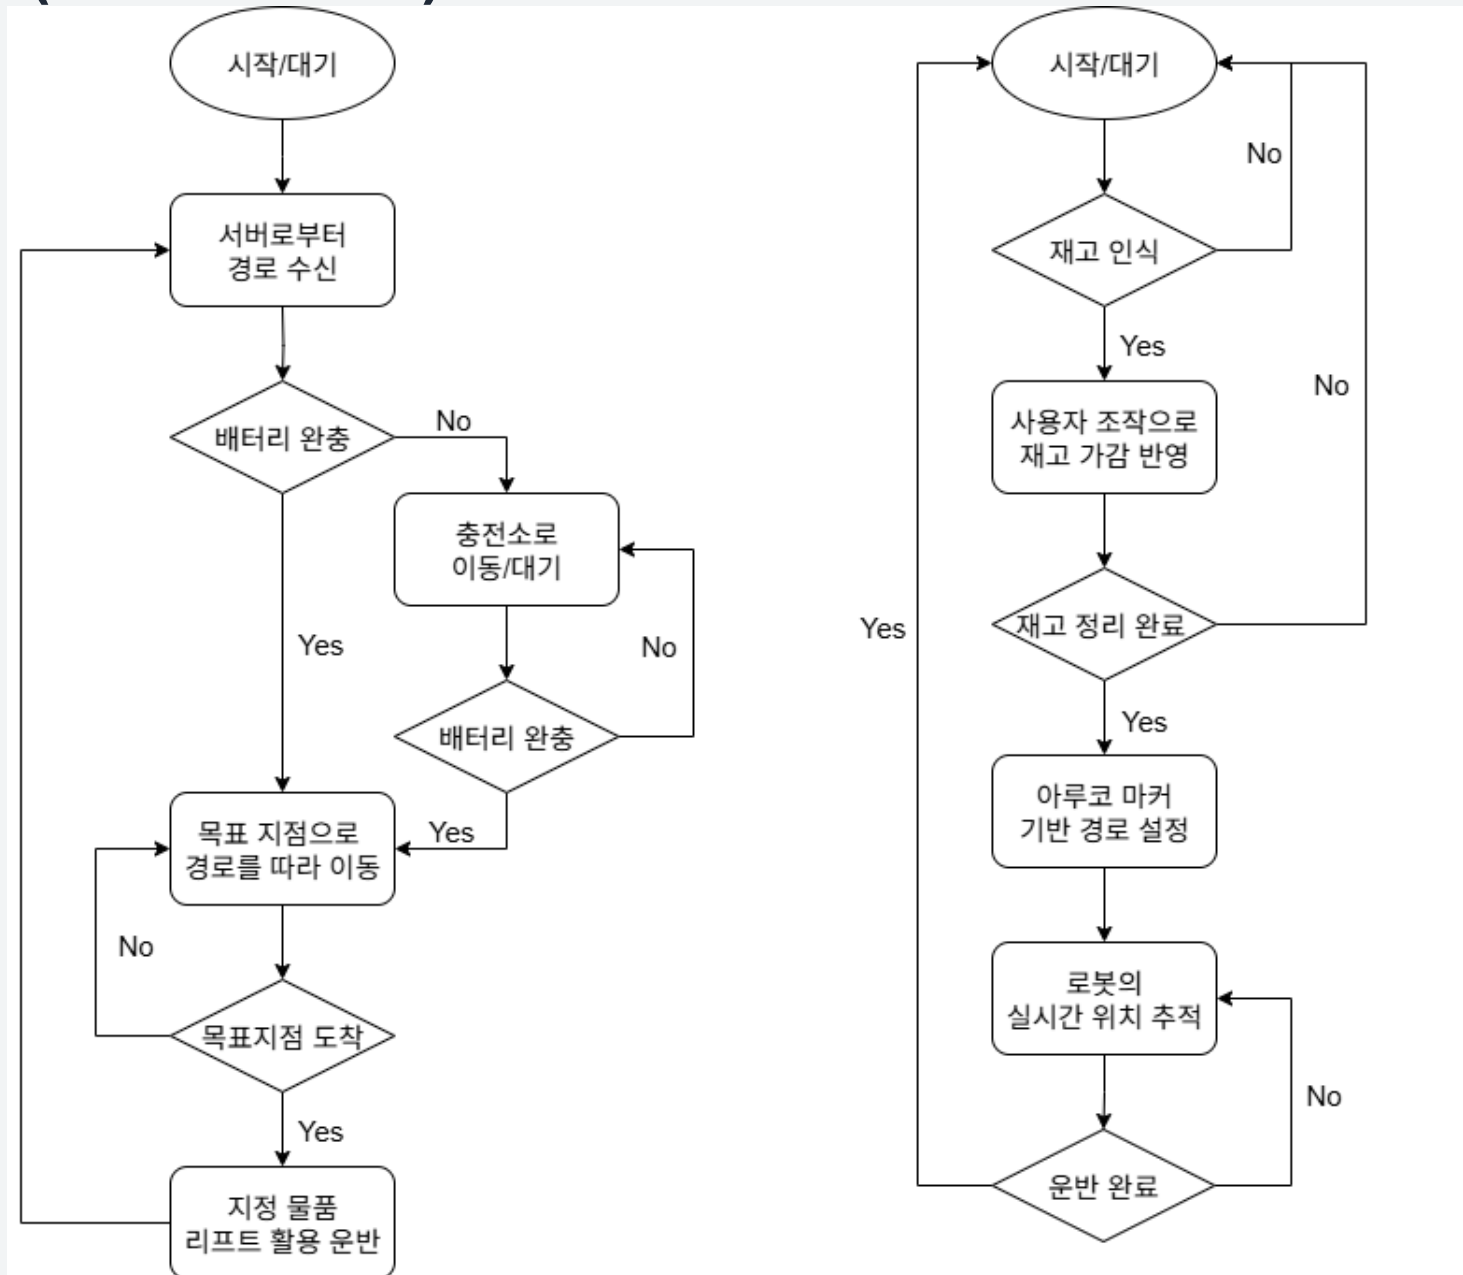 시작/대기
서버로부터
경로 수신
배터리 완충
No
충전소로
이동/대기
Yes
No
배터리 완충
목표 지점으로
경로를 따라 이동
Yes
No
목표지점 도착
Yes
지정 물품
리프트 활용 운반
시작/대기
No
재고 인식
Yes
사용자 조작으로
재고 가감 반영
No
재고 정리 완료
Yes
Yes
아루코 마커
기반 경로 설정
로봇의
실시간 위치 추적
No
운반 완료